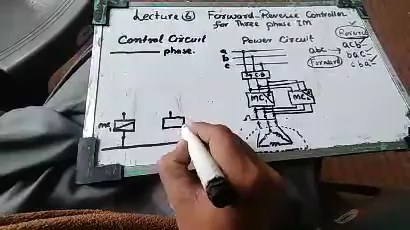 Lecture 6 Forward-Reverse Controller
for Three phase IM
Reverse
Control Circuit
Power Circuit
phase.
a
b
c
abc
Forward
acb
bac
cba
MC
MC
m